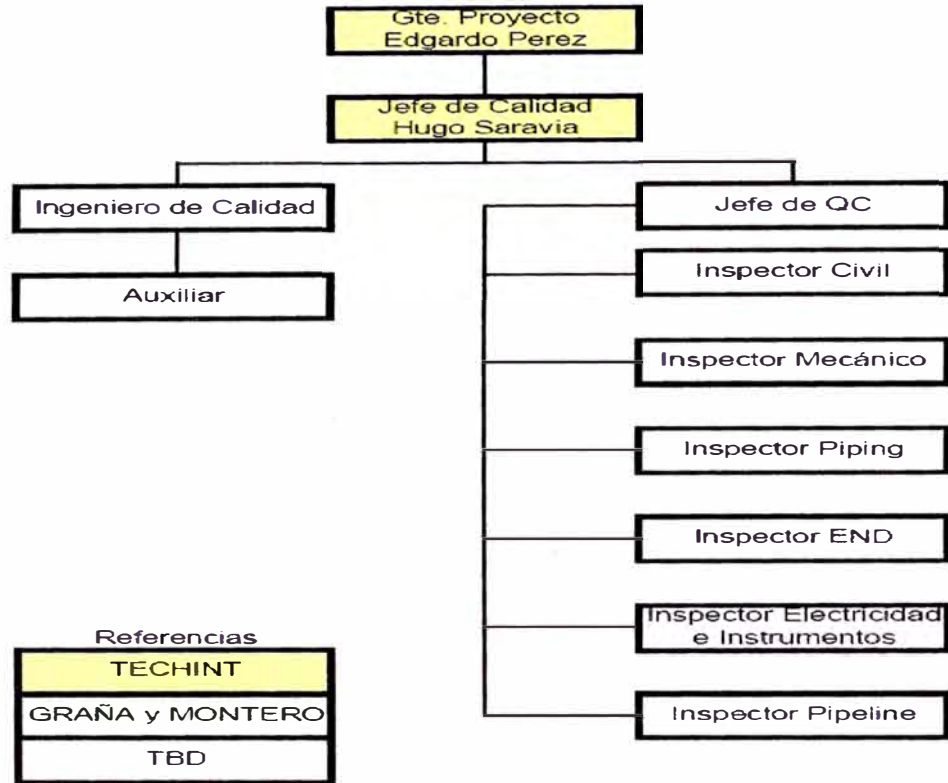 Gte. Proyecto
Edgardo Perez
Jefe de Calidad
Hugo Saravia
Ingeniero de Calidad
Auxiliar
Jefe de QC
Inspector Civil
Inspector Mecánico
Inspector Piping
Inspector END
Inspector Electricidad
e Instrumentos
Inspector Pipeline
Referencias
TECHINT
GRAÑA y MONTERO
TBD